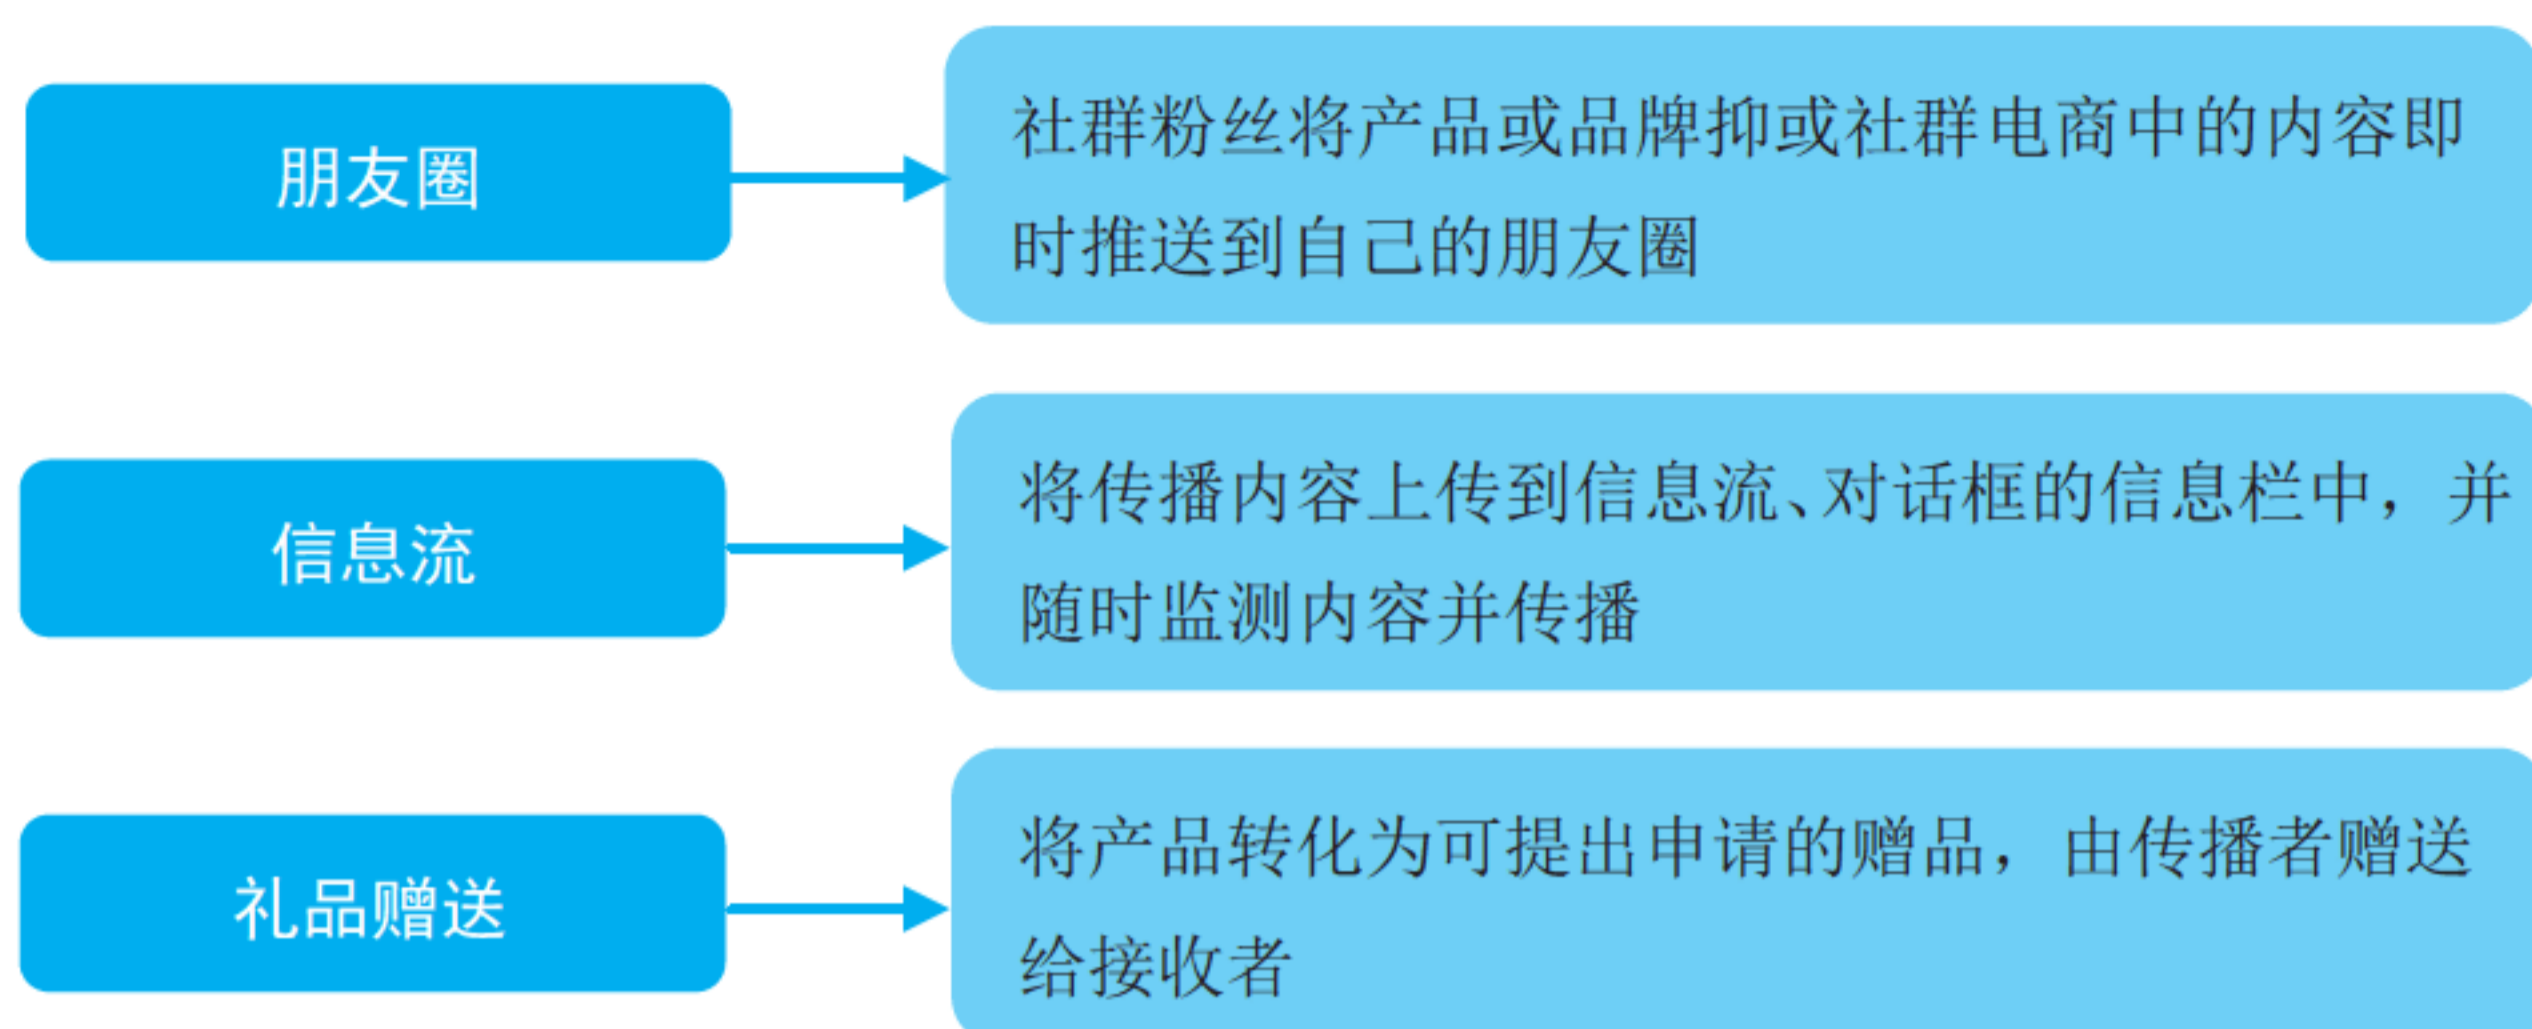 朋友圈
社群粉丝将产品或品牌抑或社群电商中的内容即
时推送到自己的朋友圈
信息流
将传播内容上传到信息流、对话框的信息栏中，并
随时监测内容并传播
礼品赠送
将产品转化为可提出申请的赠品，由传播者赠送
给接收者